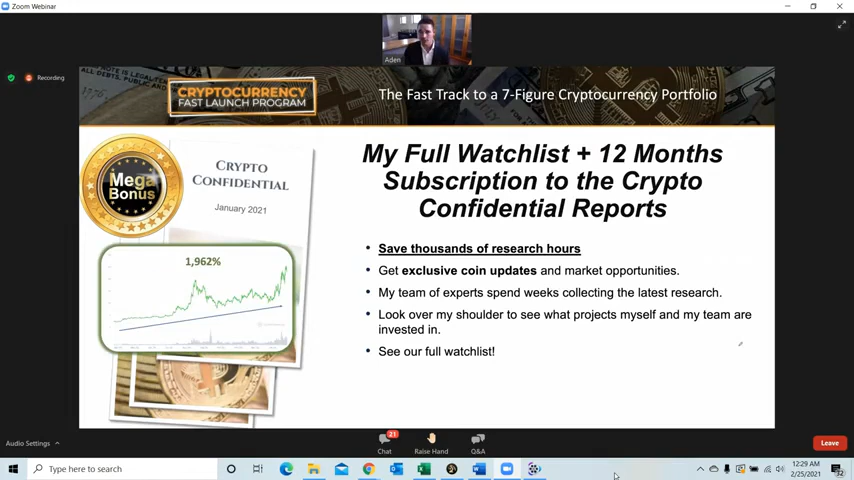 Zoom Webinar
Aden
Recording
CRYPTOCURRENCY
FAST LAUNCH PROGRAM
The Fast Track to a 7-Figure Cryptocurrency Portfolio
Mega
Bonus
CRYPTO
CONFIDENTIAL
January 2021
1,962%
My Full Watchlist + 12 Months
Subscription to the Crypto
Confidential Reports
• Save thousands of research hours
• Get exclusive coin updates and market opportunities.
• My team of experts spend weeks collecting the latest research.
• Look over my shoulder to see what projects myself and my team are
invested in.
• See our full watchlist!
Audio Settings
21
Chat
Raise Hand
Q&A
Leave
Type here to search
12:29 AM
2/25/2021